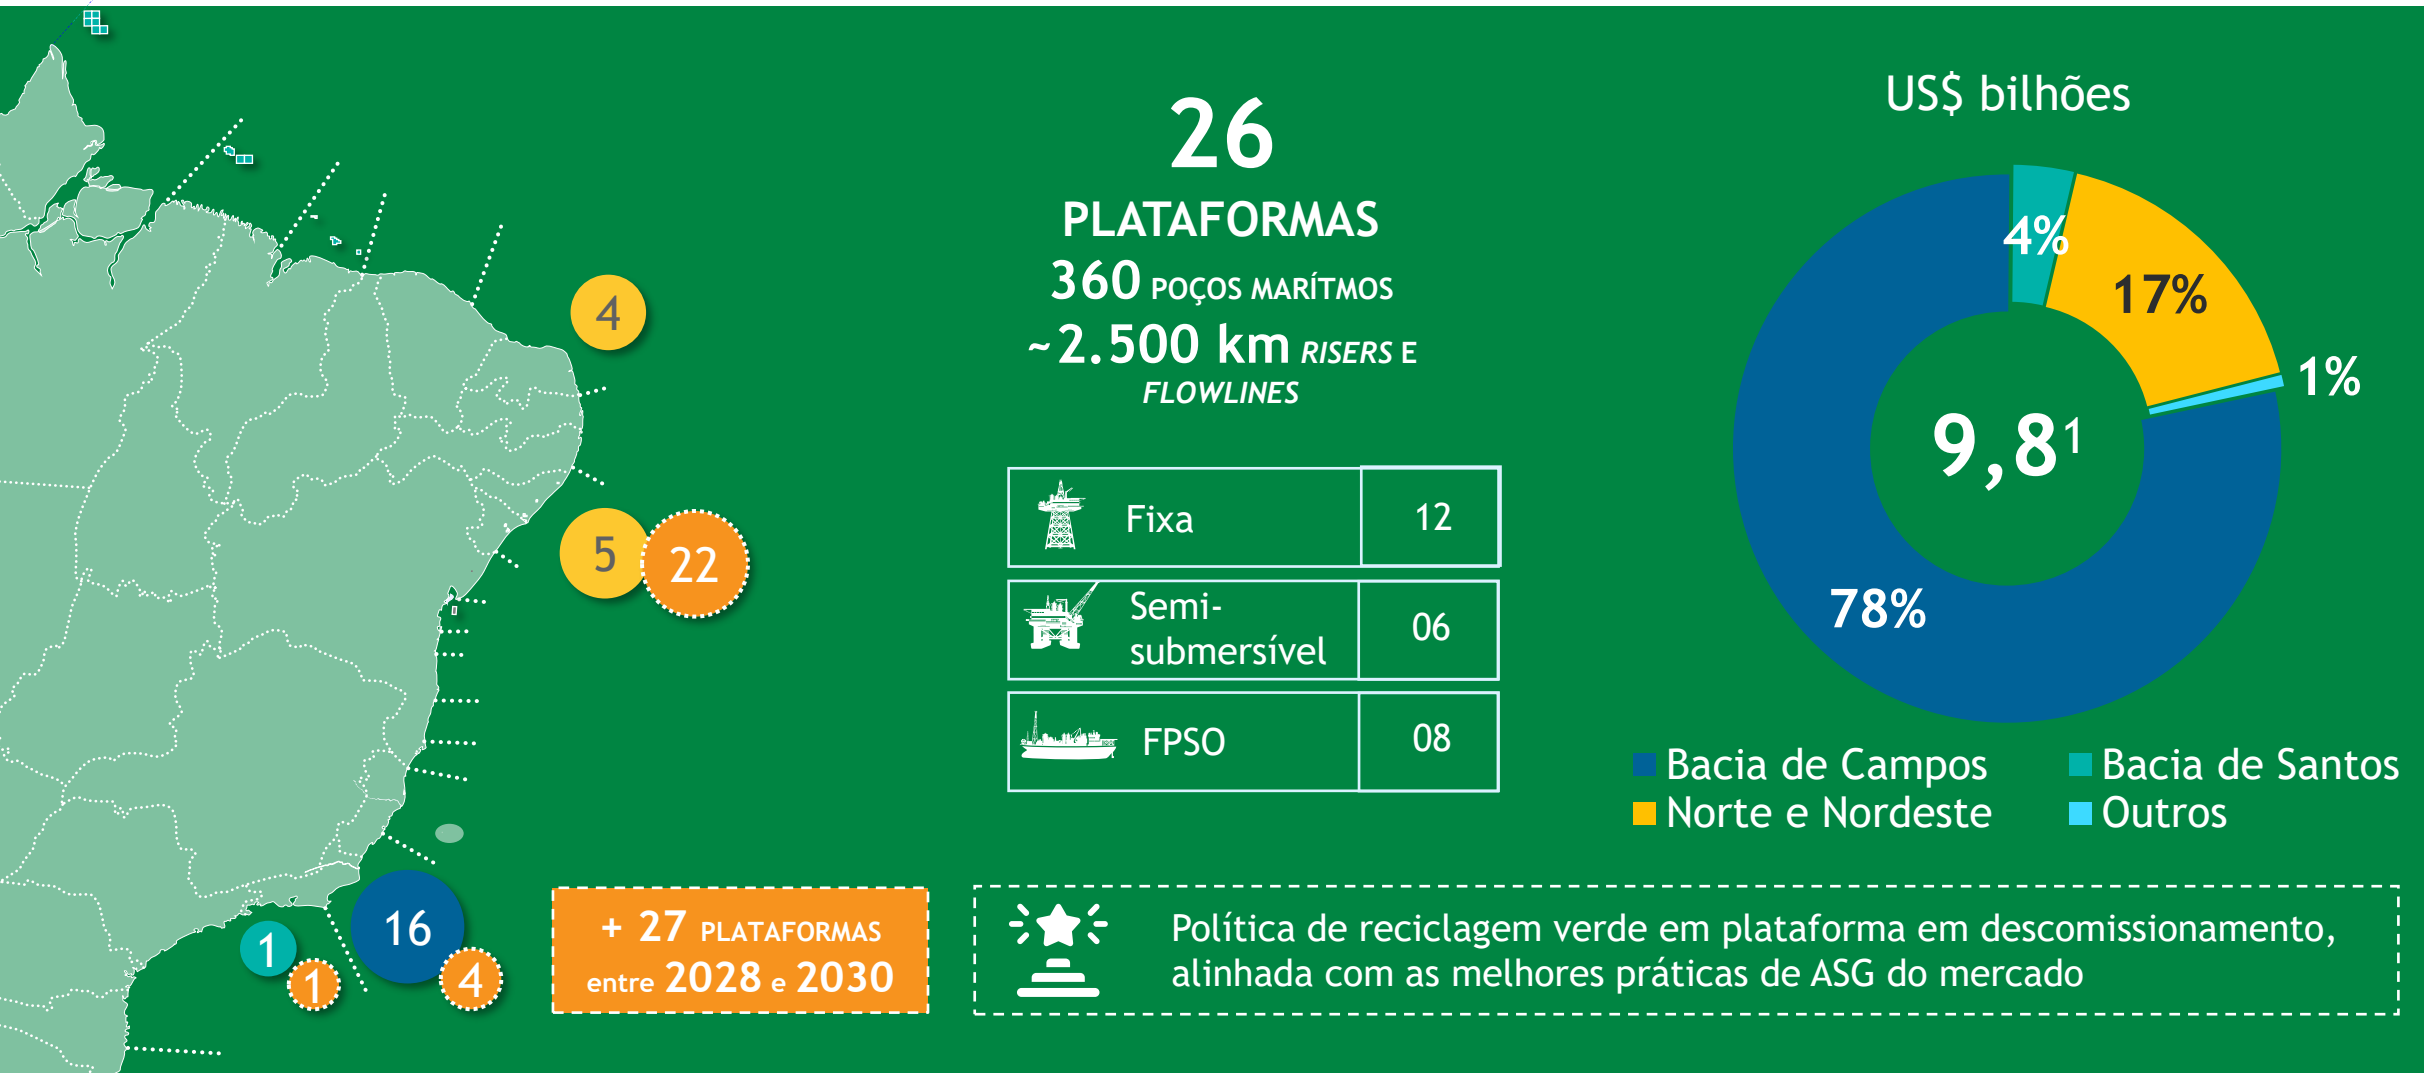 4
5
22
16
1
1
4
+ 27 PLATAFORMAS
entre 2028 e 2030
26
PLATAFORMAS
360 POÇOS MARÍTMOS
~2.500 km RISERS E
FLOWLINES
Fixa 12
Semi-
submersível 06
FPSO 08
US$ bilhões
4%
17%
1%
9,8¹
78%
Bacia de Campos
Bacia de Santos
Norte e Nordeste
Outros
Política de reciclagem verde em plataforma em descomissionamento,
alinhada com as melhores práticas de ASG do mercado